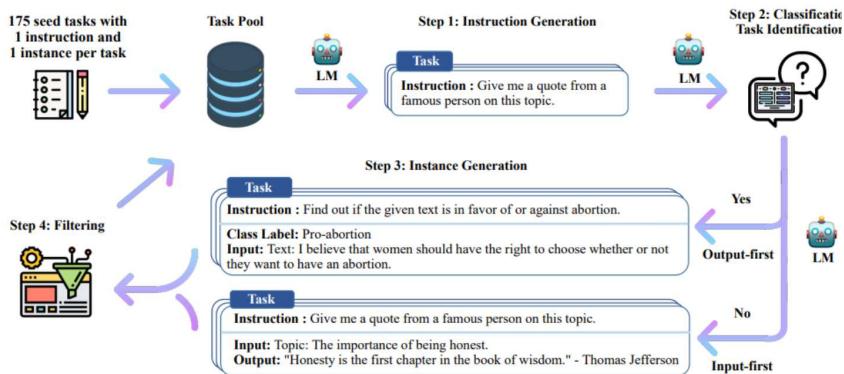 175 seed tasks with
1 instruction and
1 instance per task
Task Pool
Step 1: Instruction Generation
Step 2: Classification
Task Identification
LM
Task
Instruction : Give me a quote from a
famous person on this topic.
LM
Step 3: Instance Generation
Task
Instruction : Find out if the given text is in favor of or against abortion.
Class Label: Pro-abortion
Input: Text: I believe that women should have the right to choose whether or not
they want to have an abortion.
Yes
Output-first
LM
Step 4: Filtering
Task
Instruction : Give me a quote from a famous person on this topic.
Input: Topic: The importance of being honest.
Output: "Honesty is the first chapter in the book of wisdom." - Thomas Jefferson
No
Input-first